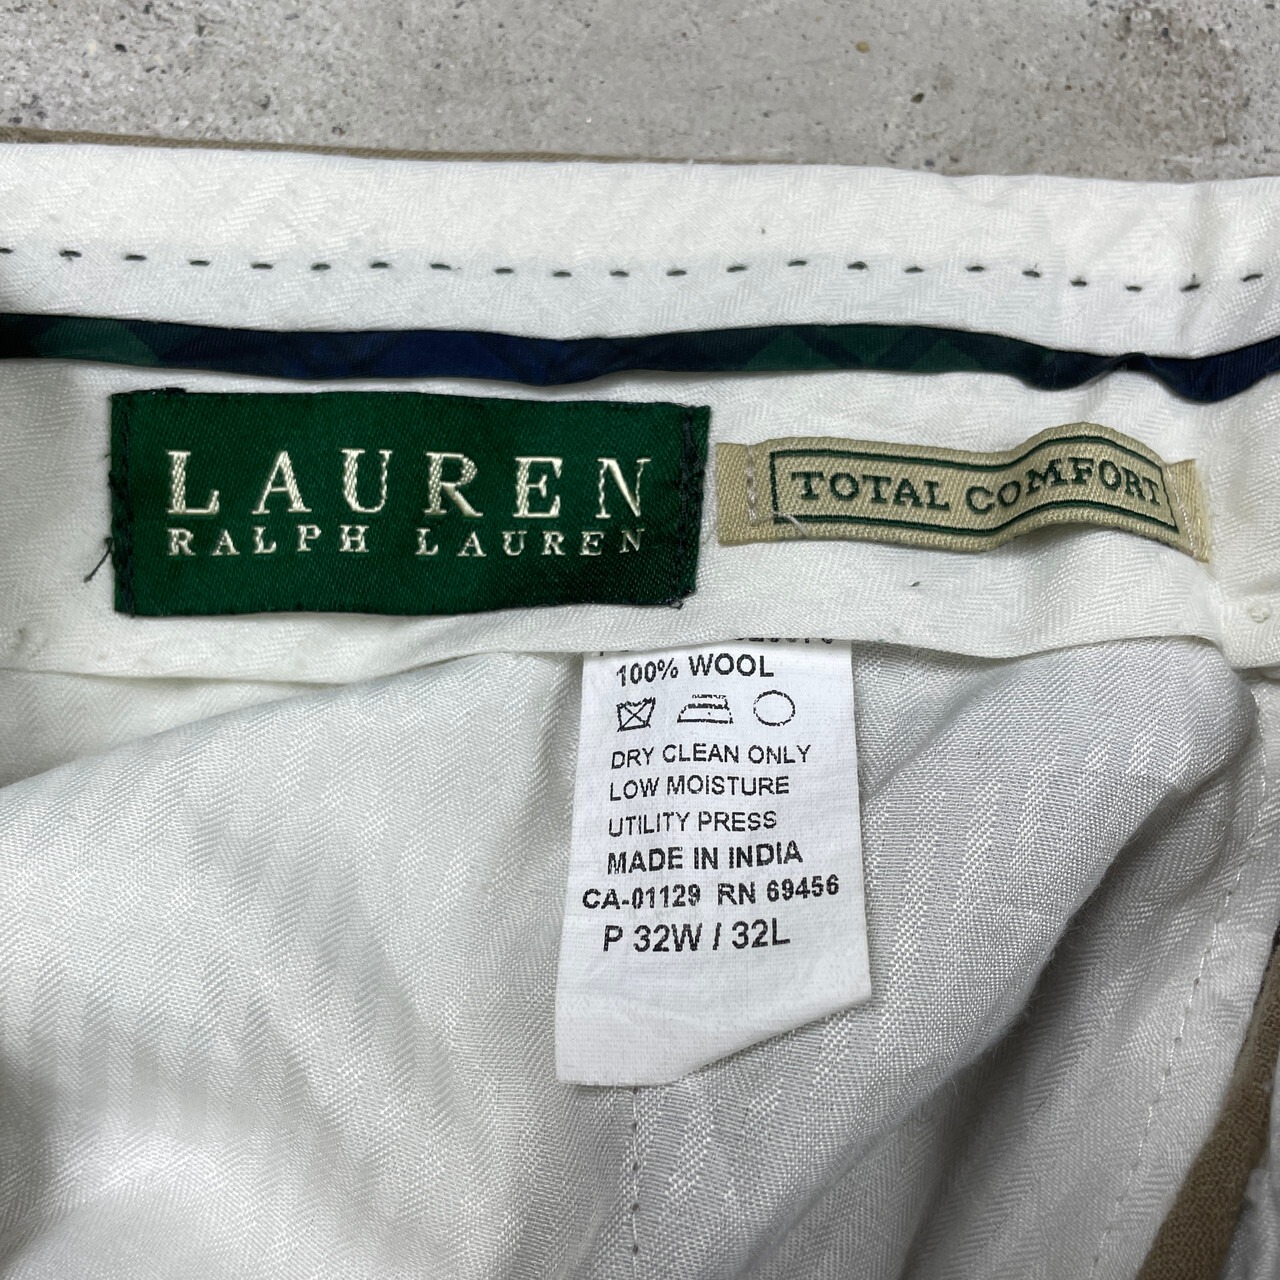 LAUREN
RALPH LAUREN
TOTAL COMFORT
100% WOOL
DRY CLEAN ONLY
LOW MOISTURE
UTILITY PRESS
MADE IN INDIA
CA-01129 RN 69456
P 32W / 32L